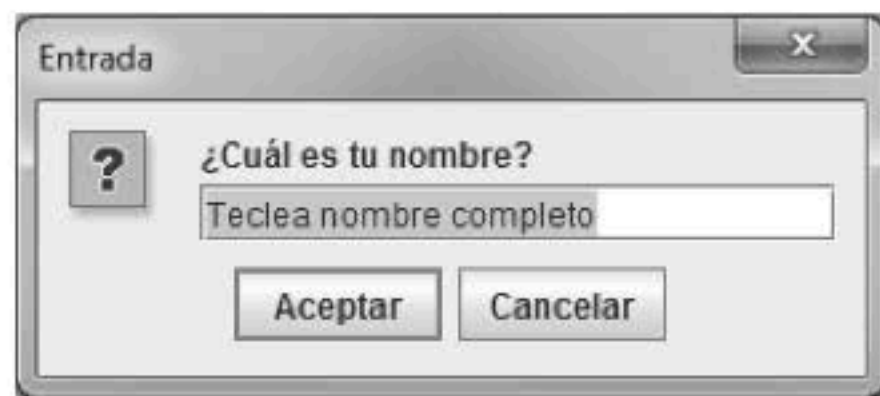 Entrada
¿Cuál es tu nombre?
Teclea nombre completo
Aceptar Cancelar